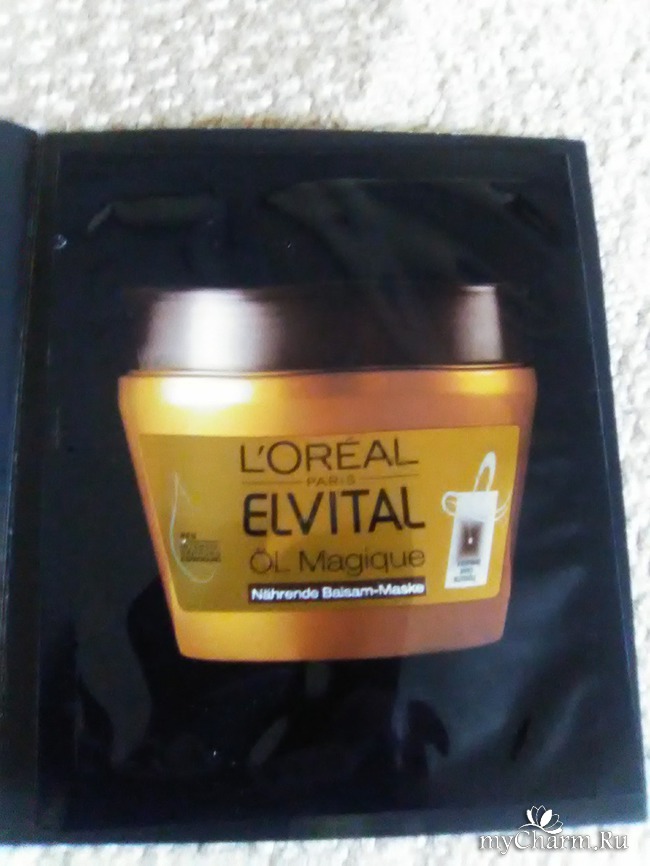 L'ORÉAL
PARIS
ELVITAL
ÖL Magique
Nährende Balsam-Maske
myCharm.Ru